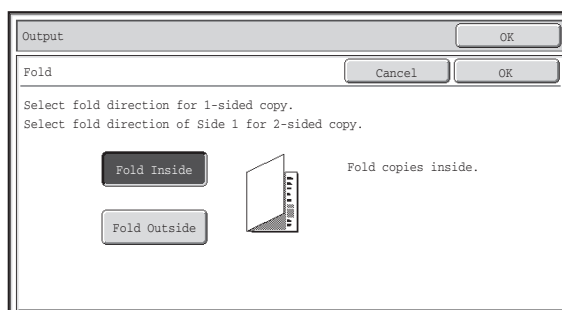 Output
OK
Fold
Cancel
OK
Select fold direction for 1-sided copy.
Select fold direction of Side 1 for 2-sided copy.
Fold Inside
Fold copies inside.
Fold Outside